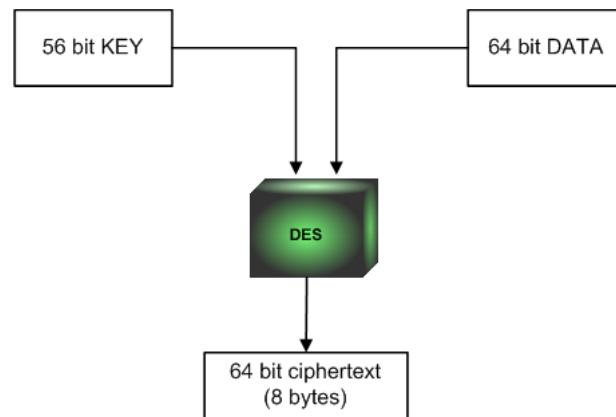 56 bit KEY
64 bit DATA
DES
64 bit ciphertext
(8 bytes)